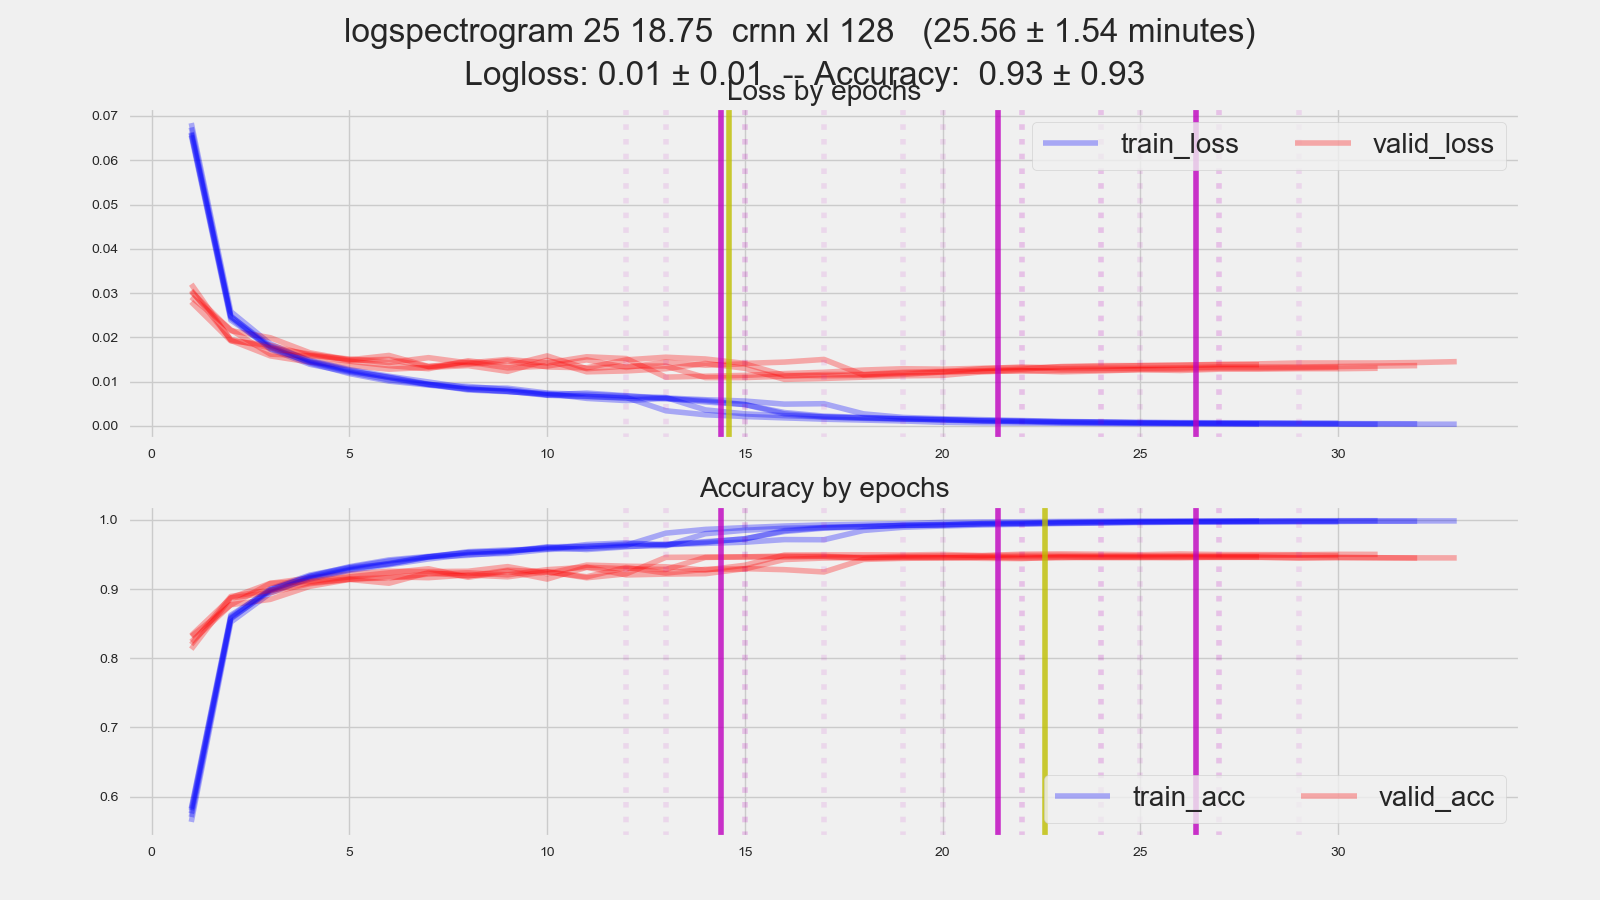 logspectrogram 25 18.75  crnn xl 128   (25.56 ± 1.54 minutes)
Logloss: 0.01 ± 0.01  -- Accuracy:  0.93 ± 0.93
Loss by epochs
train_loss valid_loss
0.07
0.06
0.05
0.04
0.03
0.02
0.01
0.00
0 5 10 15 20 25 30
Accuracy by epochs
1.0
0.9
0.8
0.7
0.6
train_acc valid_acc
0 5 10 15 20 25 30